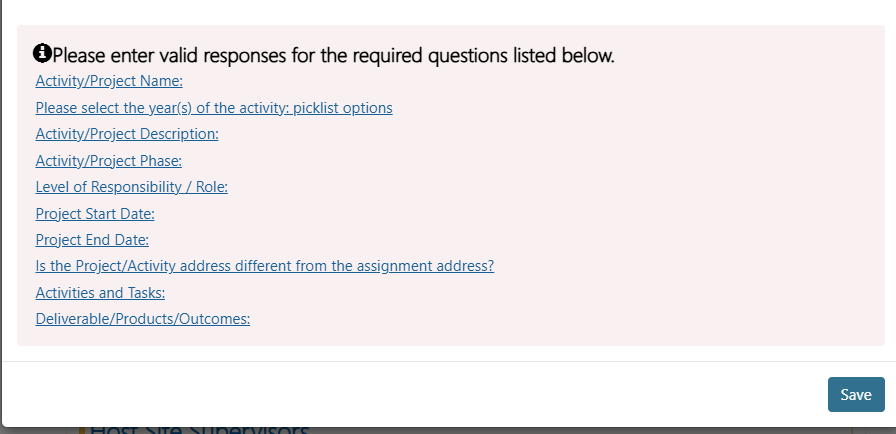 Please enter valid responses for the required questions listed below.
Activity/Project Name:
Please select the year(s) of the activity: picklist options
Activity/Project Description:
Activity/Project Phase:
Level of Responsibility / Role:
Project Start Date:
Project End Date:
Is the Project/Activity address different from the assignment address?
Activities and Tasks:
Deliverable/Products/Outcomes:
Save
Host Site Supervisors